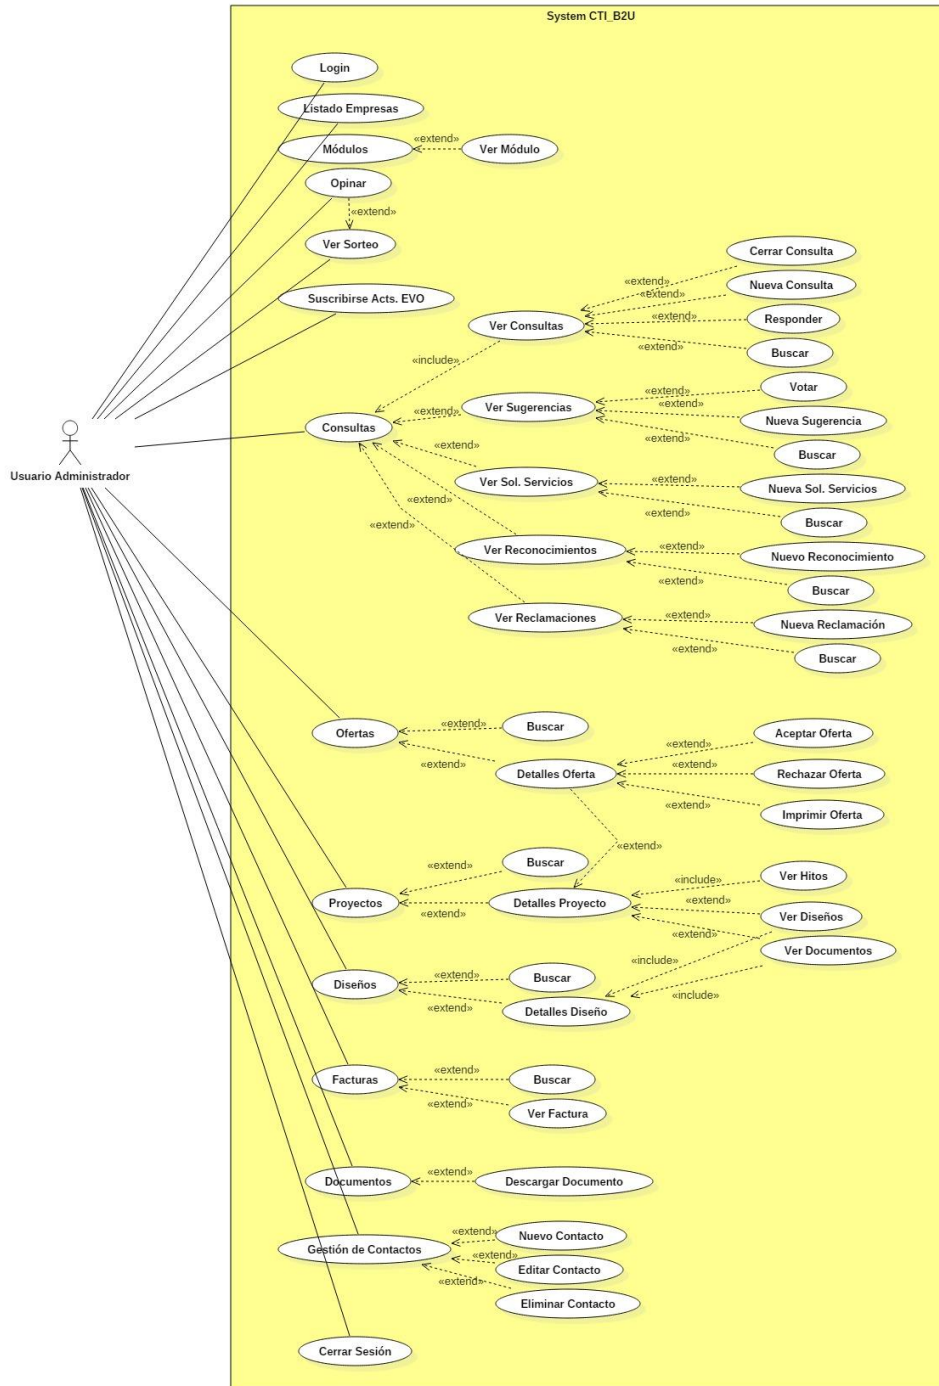 System CTI_B2U
Login
Listado Empresas
Módulos
«extend»
Ver Módulo
Opinar
«extend»
Ver Sorteo
Suscribirse Acts. EVO
Cerrar Consulta
«extend»
Nueva Consulta
«extend»
Ver Consultas
«extend»
Responder
«extend»
Buscar
«include»
Votar
«extend»
Ver Sugerencias
«extend»
Nueva Sugerencia
«extend»
Buscar
Consultas
«extend»
«extend»
Usuario Administrador
Ver Sol. Servicios
«extend»
Nueva Sol. Servicios
«extend»
Buscar
«extend»
«extend»
Ver Reconocimientos
«extend»
Nuevo Reconocimiento
«extend»
Buscar
Ver Reclamaciones
«extend»
Nueva Reclamación
«extend»
Buscar
Ofertas
«extend»
Buscar
«extend»
Detalles Oferta
«extend»
Aceptar Oferta
«extend»
Rechazar Oferta
«extend»
Imprimir Oferta
«extend»
Proyectos
«extend»
Buscar
«extend»
Detalles Proyecto
«include»
Ver Hitos
«extend»
Ver Diseños
«extend»
Ver Documentos
«include»
«include»
Diseños
«extend»
Buscar
«extend»
Detalles Diseño
Facturas
«extend»
Buscar
«extend»
Ver Factura
Documentos
«extend»
Descargar Documento
Gestión de Contactos
«extend»
Nuevo Contacto
«extend»
Editar Contacto
«extend»
Eliminar Contacto
Cerrar Sesión